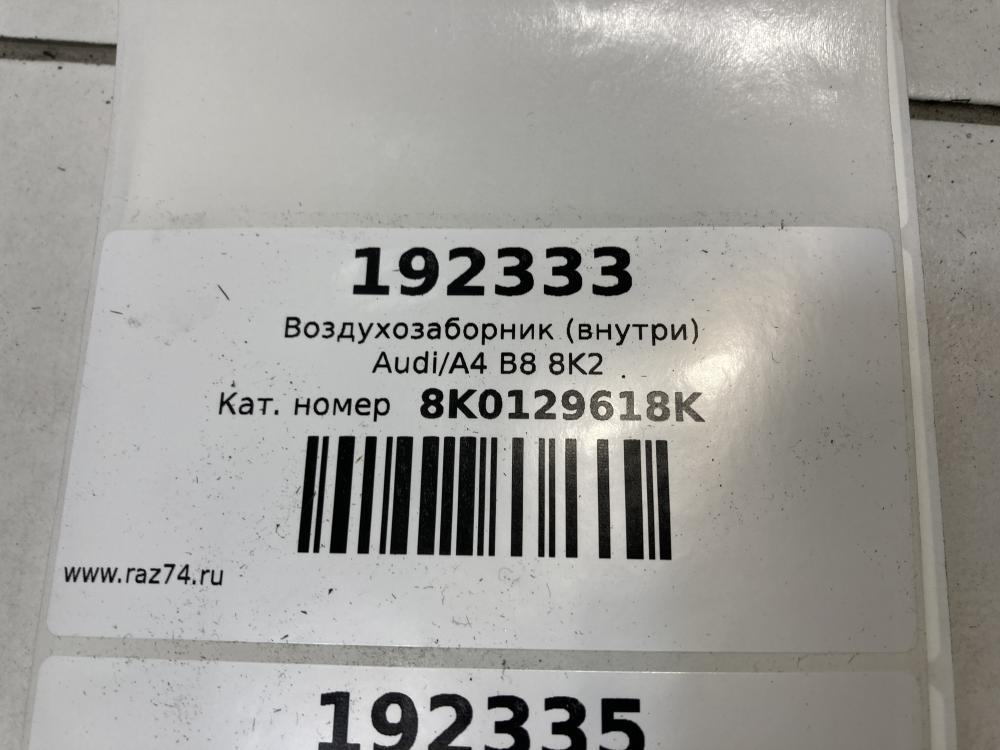 192333
Воздухозаборник (внутри)
Audi/A4 B8 8K2
Кат. номер 8K0129618K
www.raz74.ru
192335